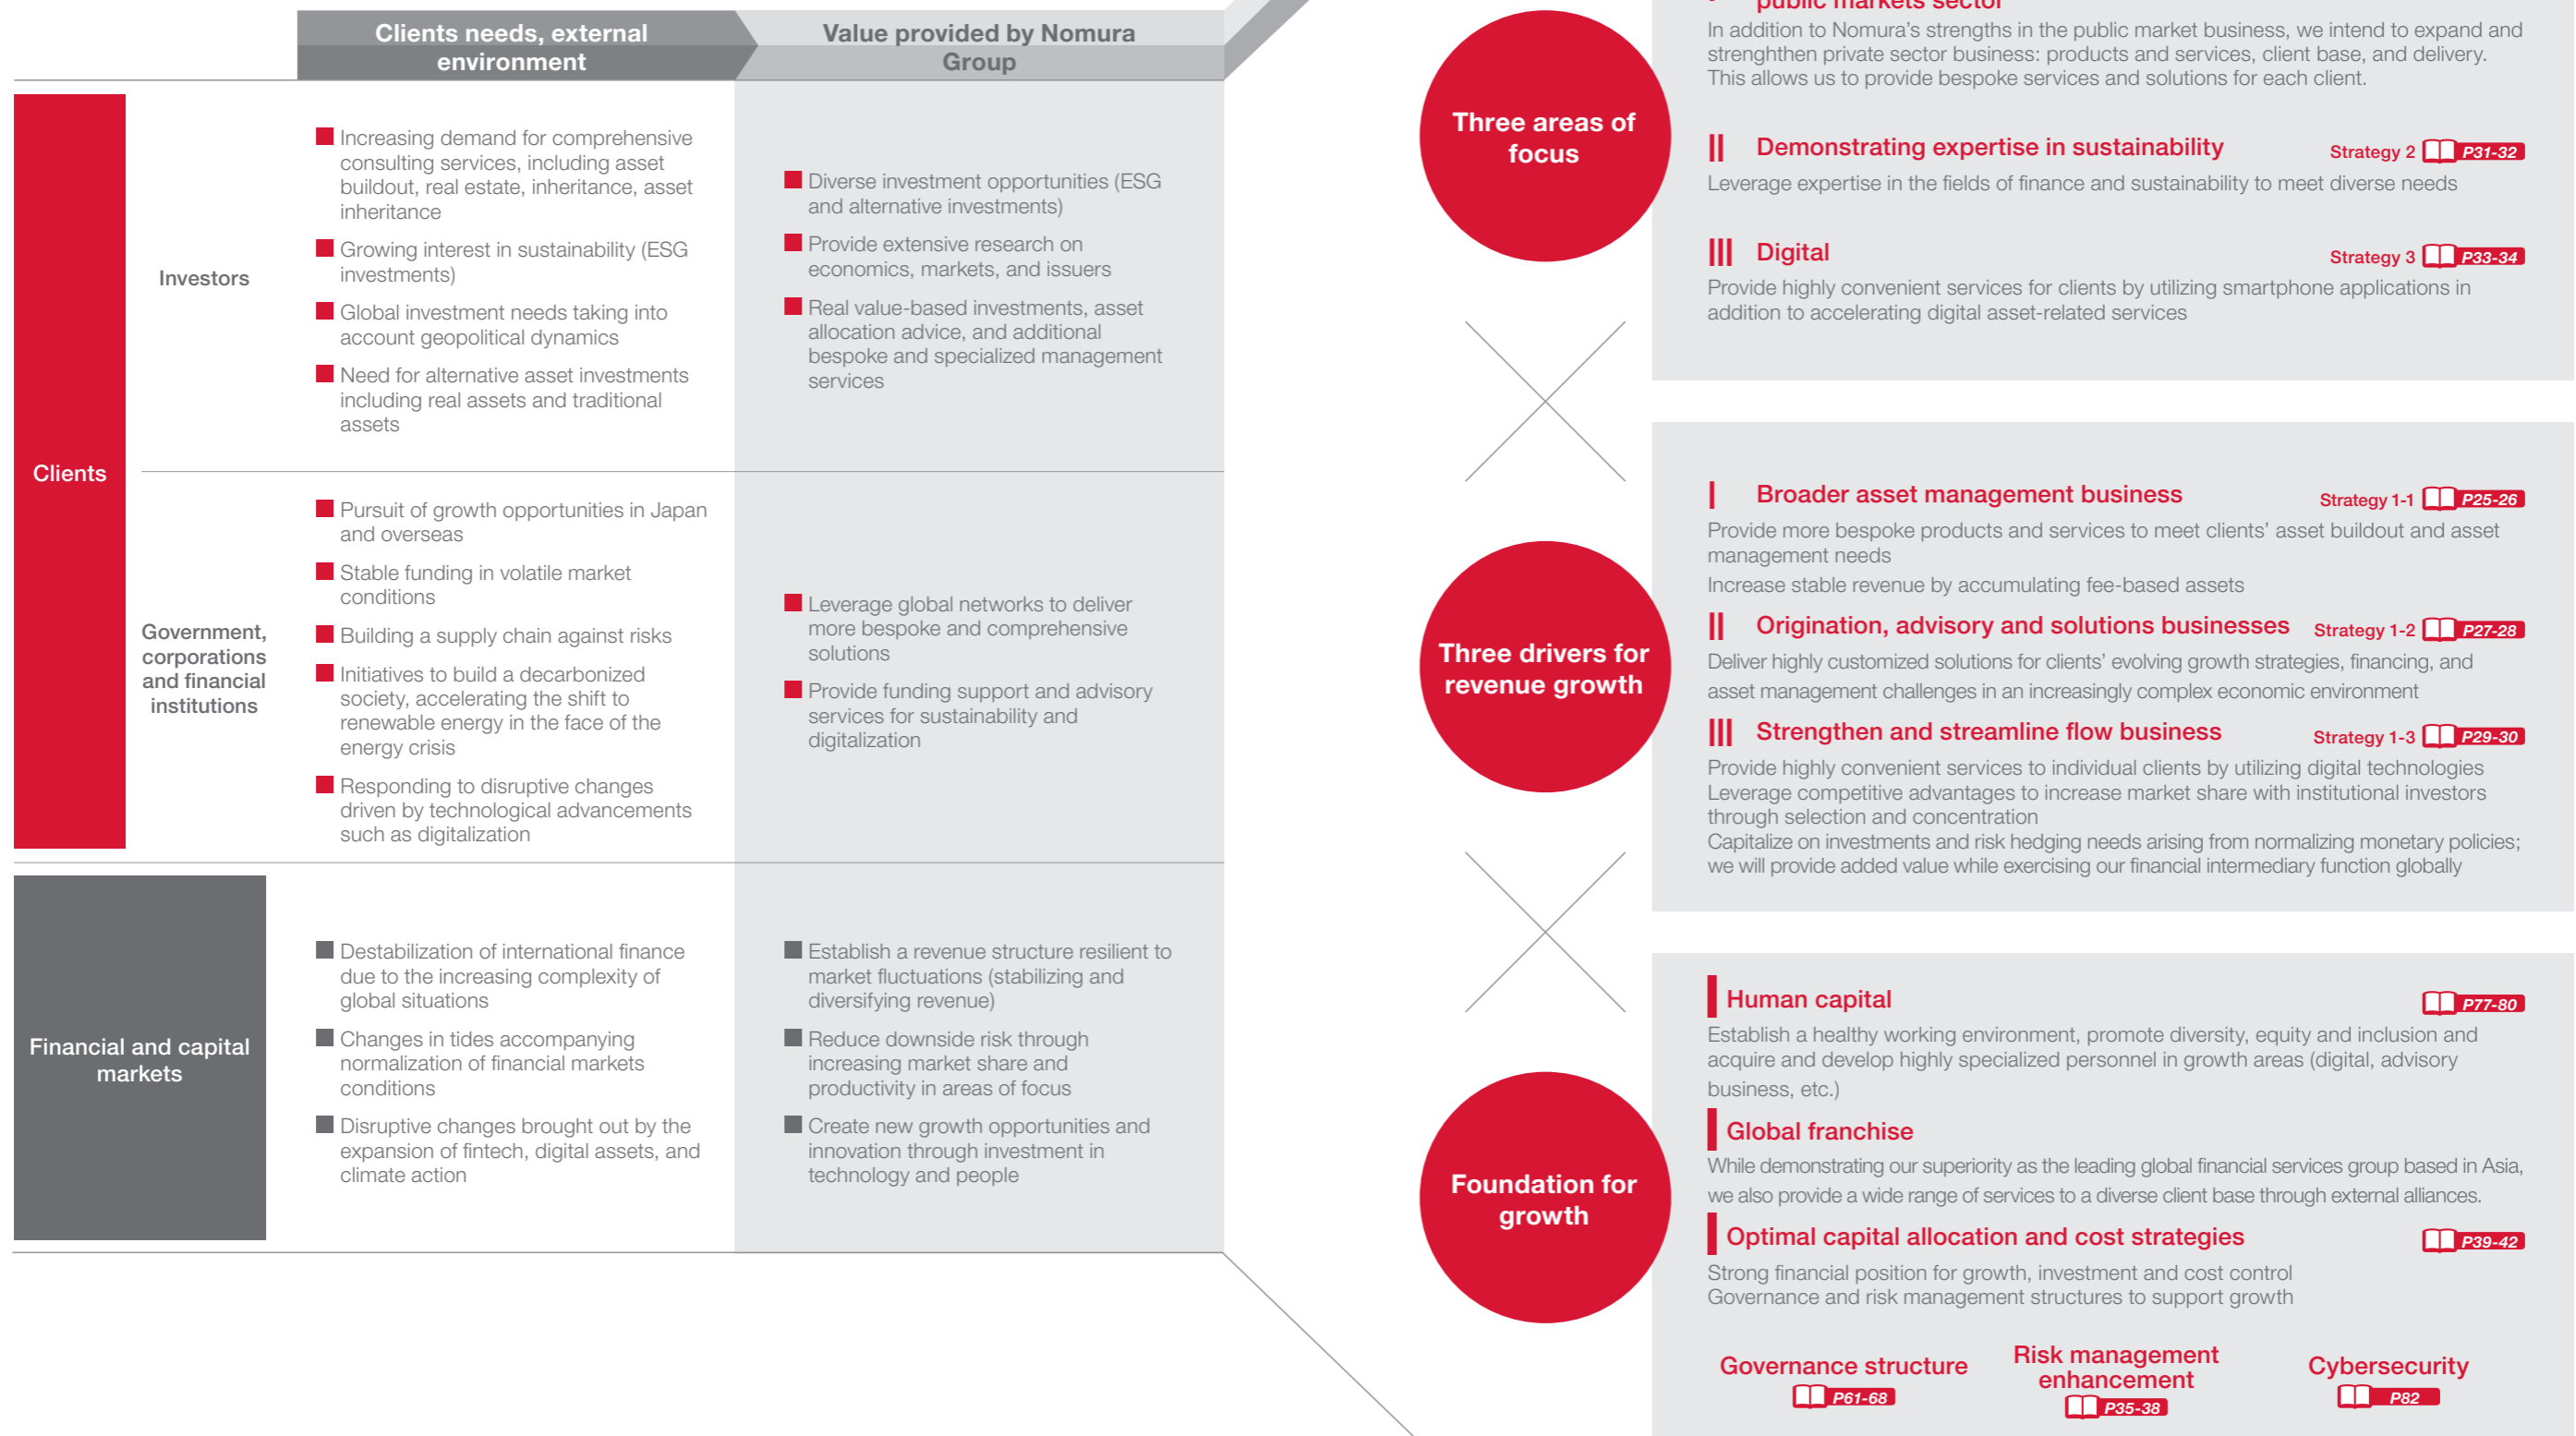 Clients needs, external
environment
Value provided by Nomura
Group
Clients
Investors
Increasing demand for comprehensive
consulting services, including asset
buildout, real estate, inheritance, asset
inheritance
Growing interest in sustainability (ESG
investments)
Global investment needs taking into
account geopolitical dynamics
Need for alternative asset investments
including real assets and traditional
assets
Diverse investment opportunities (ESG
and alternative investments)
Provide extensive research on
economics, markets, and issuers
Real value-based investments, asset
allocation advice, and additional
bespoke and specialized management
services
Government,
corporations
and financial
institutions
Pursuit of growth opportunities in Japan
and overseas
Stable funding in volatile market
conditions
Building a supply chain against risks
Initiatives to build a decarbonized
society, accelerating the shift to
renewable energy in the face of the
energy crisis
Responding to disruptive changes
driven by technological advancements
such as digitalization
Leverage global networks to deliver
more bespoke and comprehensive
solutions
Provide funding support and advisory
services for sustainability and
digitalization
Financial and capital
markets
Destabilization of international finance
due to the increasing complexity of
global situations
Changes in tides accompanying
normalization of financial markets
conditions
Disruptive changes brought out by the
expansion of fintech, digital assets, and
climate action
Establish a revenue structure resilient to
market fluctuations (stabilizing and
diversifying revenue)
Reduce downside risk through
increasing market share and
productivity in areas of focus
Create new growth opportunities and
innovation through investment in
technology and people
Three areas of
focus
public markets sector
In addition to Nomura's strengths in the public market business, we intend to expand and
strenghthen private sector business: products and services, client base, and delivery.
This allows us to provide bespoke services and solutions for each client.
II Demonstrating expertise in sustainability Strategy 2 P31-32
Leverage expertise in the fields of finance and sustainability to meet diverse needs
III Digital Strategy 3 P33-34
Provide highly convenient services for clients by utilizing smartphone applications in
addition to accelerating digital asset-related services
Three drivers for
revenue growth
I Broader asset management business Strategy 1-1 P25-26
Provide more bespoke products and services to meet clients' asset buildout and asset
management needs
Increase stable revenue by accumulating fee-based assets
II Origination, advisory and solutions businesses Strategy 1-2 P27-28
Deliver highly customized solutions for clients' evolving growth strategies, financing, and
asset management challenges in an increasingly complex economic environment
III Strengthen and streamline flow business Strategy 1-3 P29-30
Provide highly convenient services to individual clients by utilizing digital technologies
Leverage competitive advantages to increase market share with institutional investors
through selection and concentration
Capitalize on investments and risk hedging needs arising from normalizing monetary policies;
we will provide added value while exercising our financial intermediary function globally
Foundation for
growth
Human capital P77-80
Establish a healthy working environment, promote diversity, equity and inclusion and
acquire and develop highly specialized personnel in growth areas (digital, advisory
business, etc.)
Global franchise
While demonstrating our superiority as the leading global financial services group based in Asia,
we also provide a wide range of services to a diverse client base through external alliances.
Optimal capital allocation and cost strategies P39-42
Strong financial position for growth, investment and cost control
Governance and risk management structures to support growth
Governance structure
P61-68
Risk management
enhancement
P35-38
Cybersecurity
P82